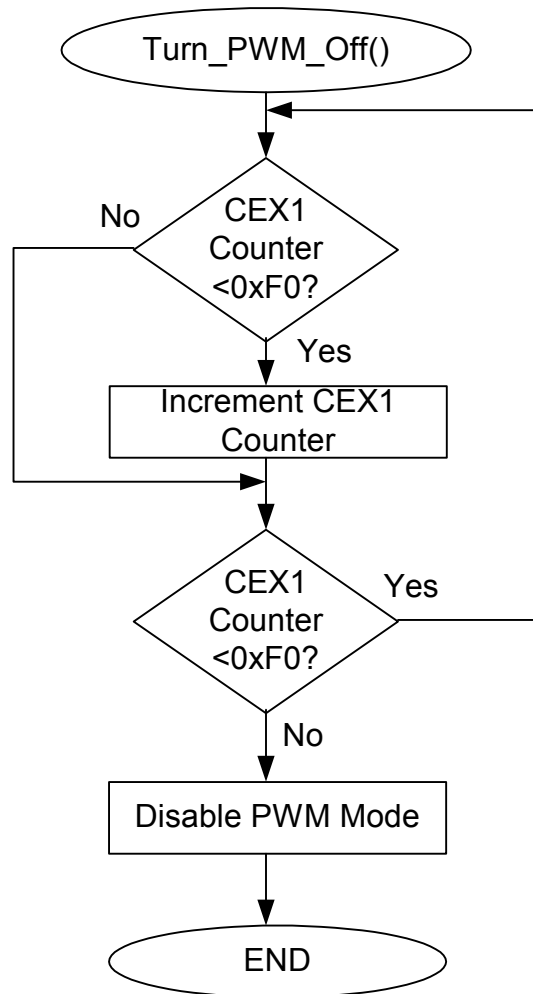 Turn_PWM_Off()
No
CEX1
Counter
<0xF0?
Yes
Increment CEX1
Counter
CEX1
Counter
<0xF0?
Yes
No
Disable PWM Mode
END